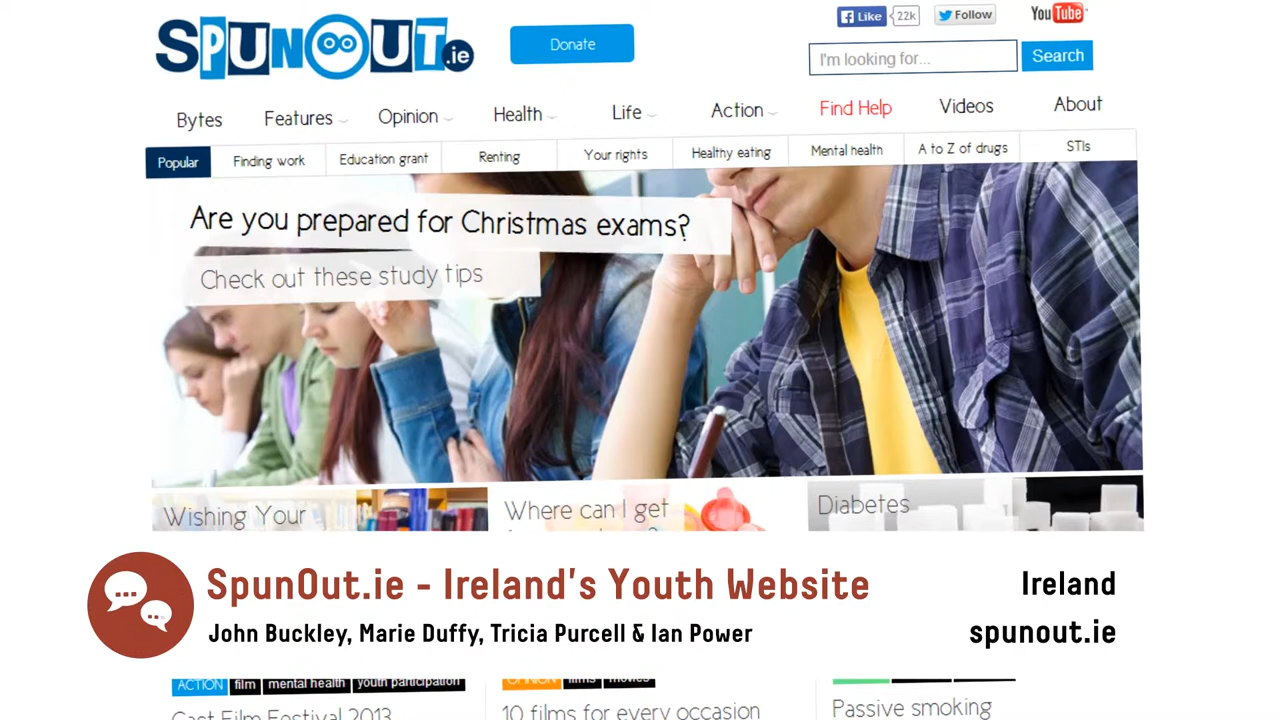 SPUNOUT.ie
Donate
Like 22k
Follow
YouTube
I'm looking for...
Search
Bytes Features Opinion Health Life Action Find Help Videos About
Popular Finding work Education grant Renting Your rights Healthy eating Mental health A to Z of drugs STIs
Are you prepared for Christmas exams?
Check out these study tips
Wishing Your
Where can I get
Diabetes
SpunOut.ie - Ireland's Youth Website
John Buckley, Marie Duffy, Tricia Purcell & Ian Power
Ireland
spunout.ie
ACTION film mental health youth participation
OPINION films movies
Cast Film Festival 2013
10 films for every occasion
Passive smoking